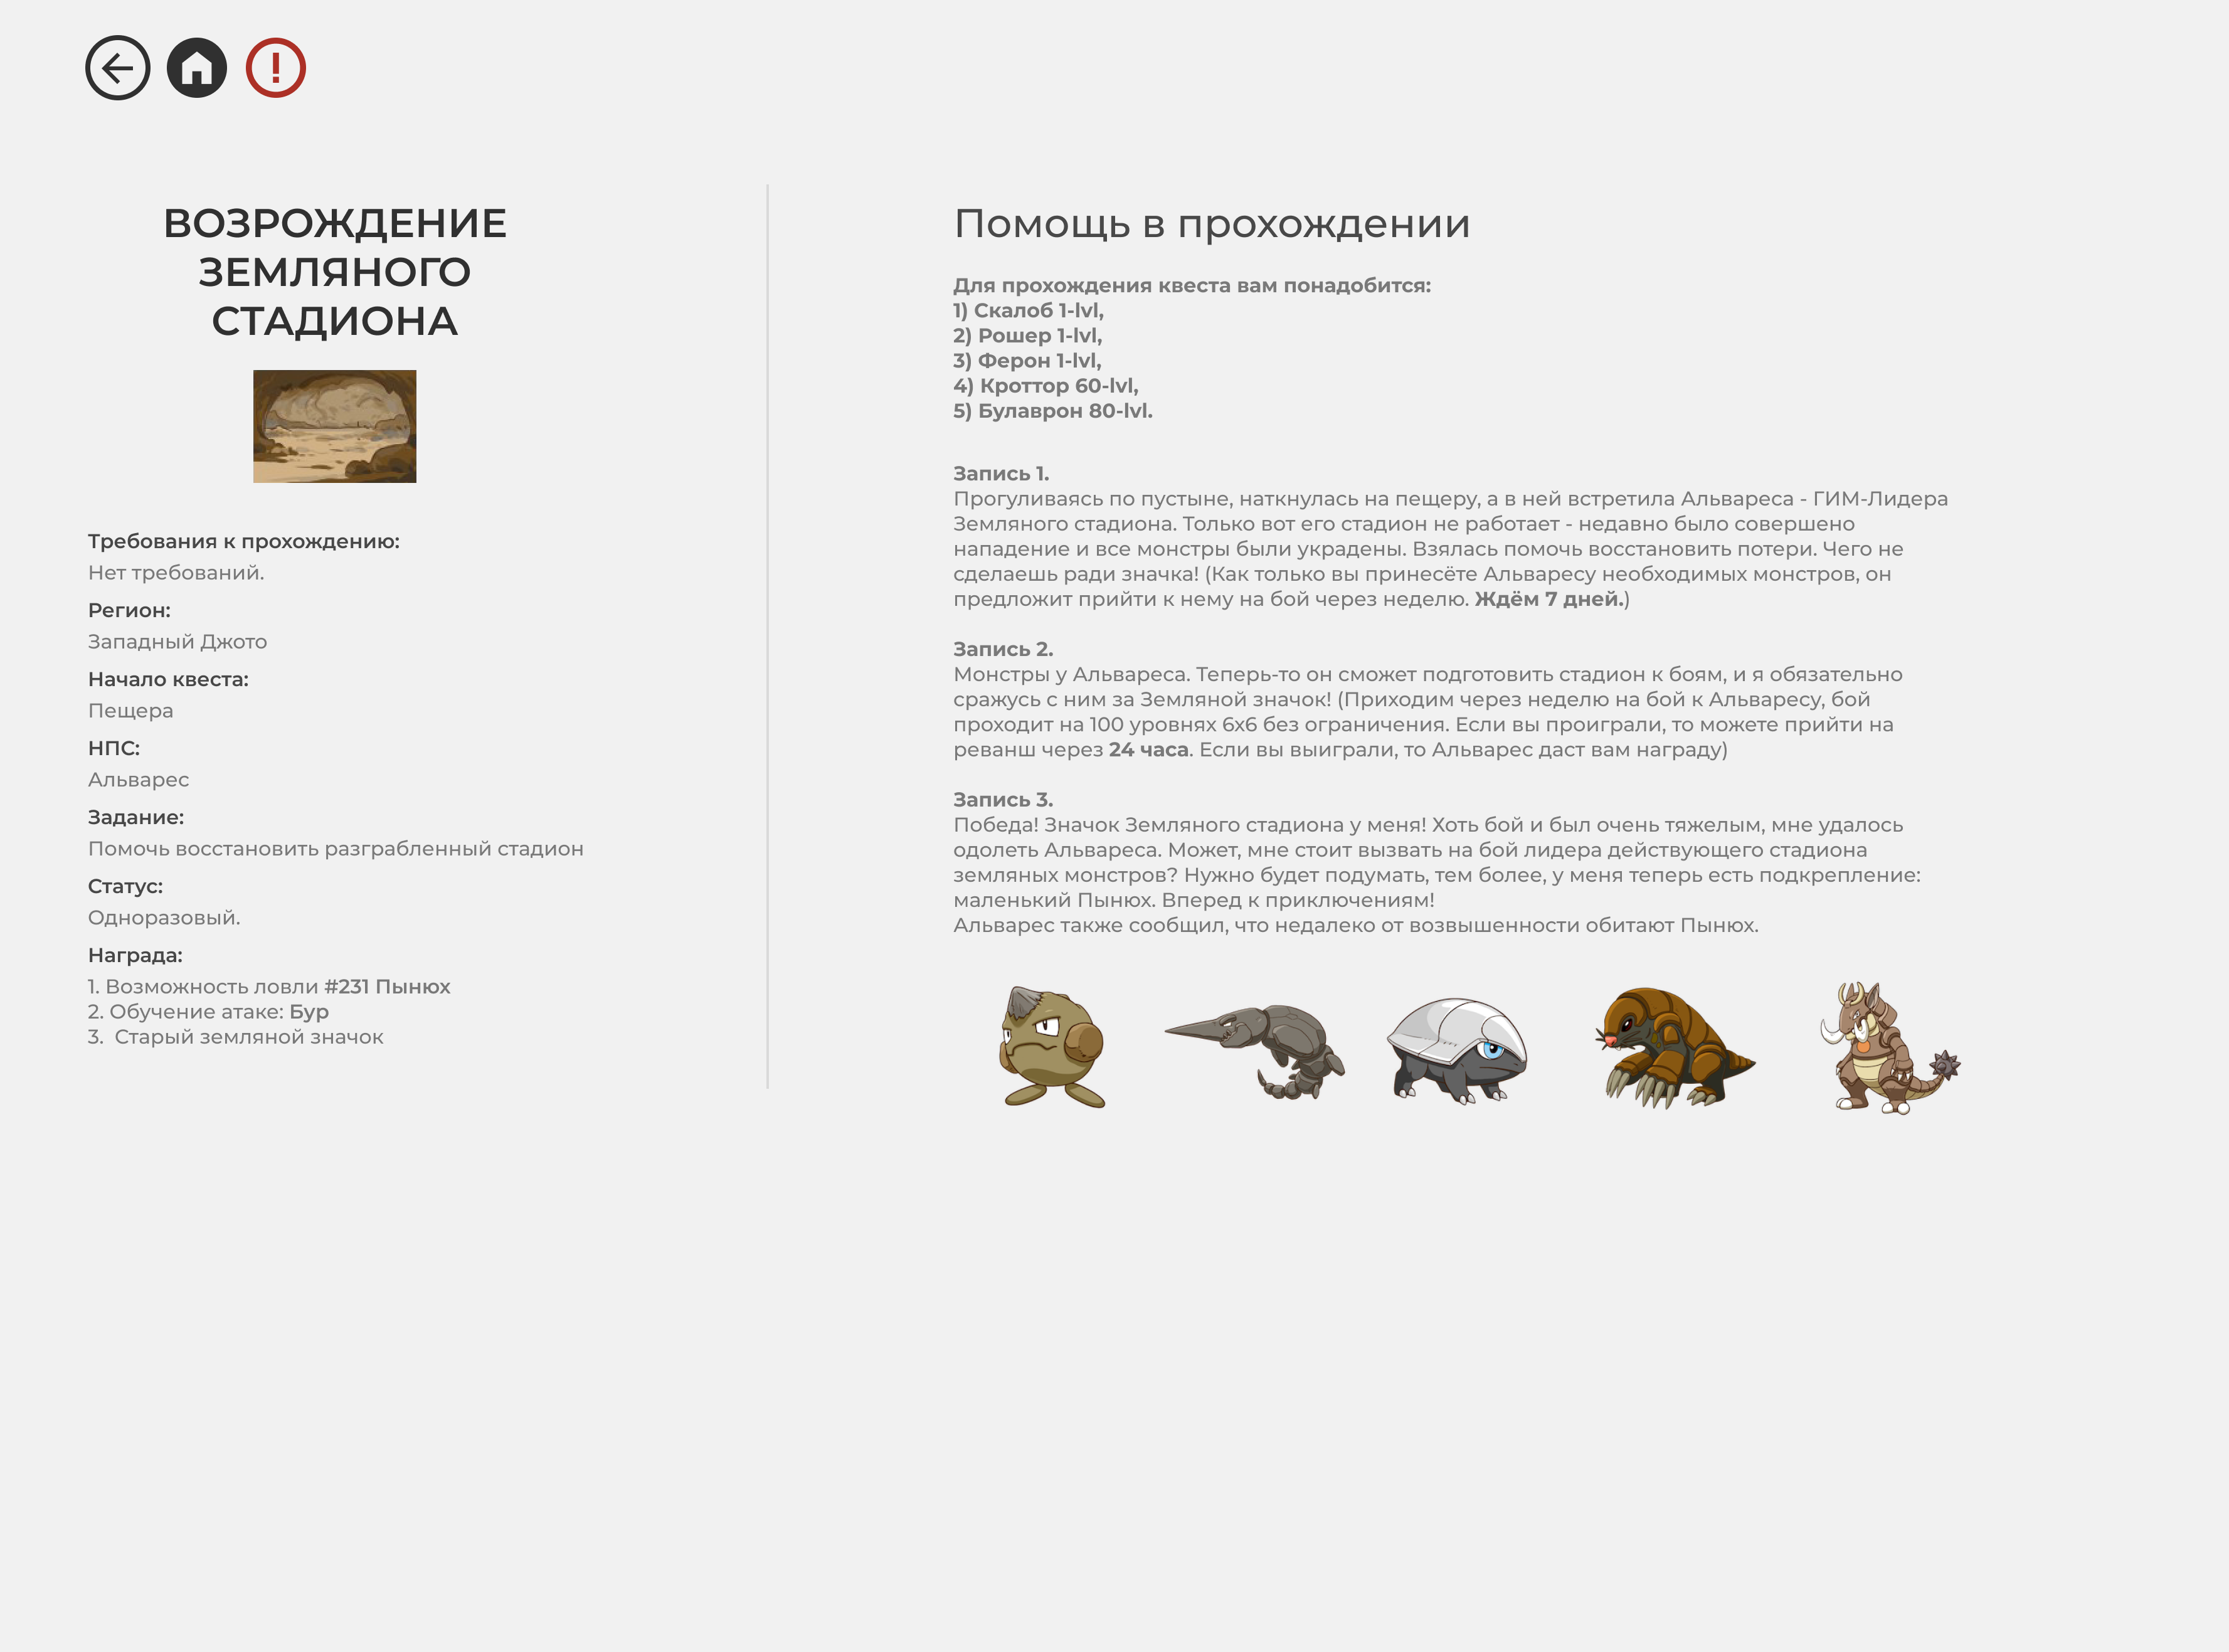 ВОЗРОЖДЕНИЕ
ЗЕМЛЯНОГО
СТАДИОНА
Требования к прохождению:
Нет требований.
Регион:
Западный Джото
Начало квеста:
Пещера
НПС:
Альварес
Задание:
Помочь восстановить разграбленный стадион
Статус:
Одноразовый.
Награда:
1. Возможность ловли #231 Пынюх
2. Обучение атаке: Бур
3. Старый земляной значок
Помощь в прохождении
Для прохождения квеста вам понадобится:
1) Скалоб 1-lvl,
2) Рошер 1-lvl,
3) Ферон 1-lvl,
4) Кроттор 60-lvl,
5) Булаврон 80-lvl.
Запись 1.
Прогуливаясь по пустыне, наткнулась на пещеру, а в ней встретила Альвареса - ГИМ-Лидера
Земляного стадиона. Только вот его стадион не работает - недавно было совершено
нападение и все монстры были украдены. Взялась помочь восстановить потери. Чего не
сделаешь ради значка! (Как только вы принесёте Альваресу необходимых монстров, он
предложит прийти к нему на бой через неделю. Ждём 7 дней.)
Запись 2.
Монстры у Альвареса. Теперь-то он сможет подготовить стадион к боям, и я обязательно
сражусь с ним за Земляной значок! (Приходим через неделю на бой к Альваресу, бой
проходит на 100 уровнях 6х6 без ограничения. Если вы проиграли, то можете прийти на
реванш через 24 часа. Если вы выиграли, то Альварес даст вам награду)
Запись 3.
Победа! Значок Земляного стадиона у меня! Хоть бой и был очень тяжелым, мне удалось
одолеть Альвареса. Может, мне стоит вызвать на бой лидера действующего стадиона
земляных монстров? Нужно будет подумать, тем более, у меня теперь есть подкрепление:
маленький Пынюх. Вперед к приключениям!
Альварес также сообщил, что недалеко от возвышенности обитают Пынюх.